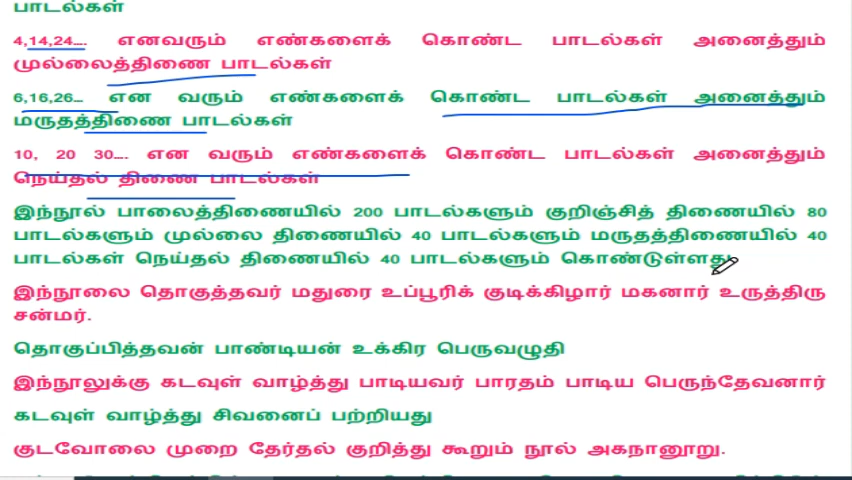 பாடல்கள்
4,14,24.... எனவரும் எண்களைக் கொண்ட பாடல்கள் அனைத்தும்
முல்லைத்திணை பாடல்கள்
6,16,26... என வரும் எண்களைக் கொண்ட பாடல்கள் அனைத்தும்
மருதத்திணை பாடல்கள்
10, 20 30.... என வரும் எண்களைக் கொண்ட பாடல்கள் அனைத்தும்
நெய்தல் திணை பாடல்கள்
இந்நூல் பாலைத்திணையில் 200 பாடல்களும் குறிஞ்சித் திணையில் 80
பாடல்களும் முல்லை திணையில் 40 பாடல்களும் மருதத்திணையில் 40
பாடல்கள் நெய்தல் திணையில் 40 பாடல்களும் கொண்டுள்ளது
இந்நூலை தொகுத்தவர் மதுரை உப்பூரிக் குடிக்கிழார் மகனார் உருத்திரு
சன்மர்.
தொகுப்பித்தவன் பாண்டியன் உக்கிர பெருவழுதி
இந்நூலுக்கு கடவுள் வாழ்த்து பாடியவர் பாரதம் பாடிய பெருந்தேவனார்
கடவுள் வாழ்த்து சிவனைப் பற்றியது
குடவோலை முறை தேர்தல் குறித்து கூறும் நூல் அகநானூறு.